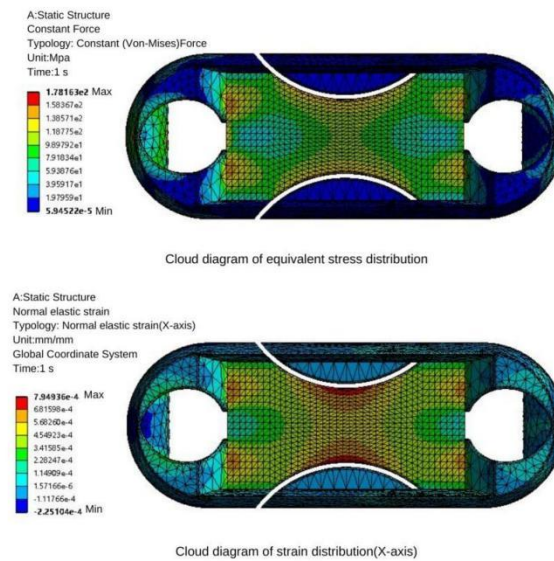 A:Static Structure
Constant Force
Typology: Constant (Von-Mises)Force
Unit:Mpa
Time:1 s
1.78163e2 Max
1.58367e2
1.38571e2
1.18775e2
9.89792e1
7.91834e1
5.93876e1
3.95917e1
1.97959e1
5.94522e-5 Min
Cloud diagram of equivalent stress distribution
A:Static Structure
Normal elastic strain
Typology: Normal elastic strain(X-axis)
Unit:mm/mm
Global Coordinate System
Time:1 s
7.94936e-4 Max
6.81598e-4
5.68260e-4
4.54923e-4
3.41585e-4
2.28247e-4
1.14909e-4
1.57166e-6
-1.11766e-4
-2.25104e-4 Min
Cloud diagram of strain distribution(X-axis)